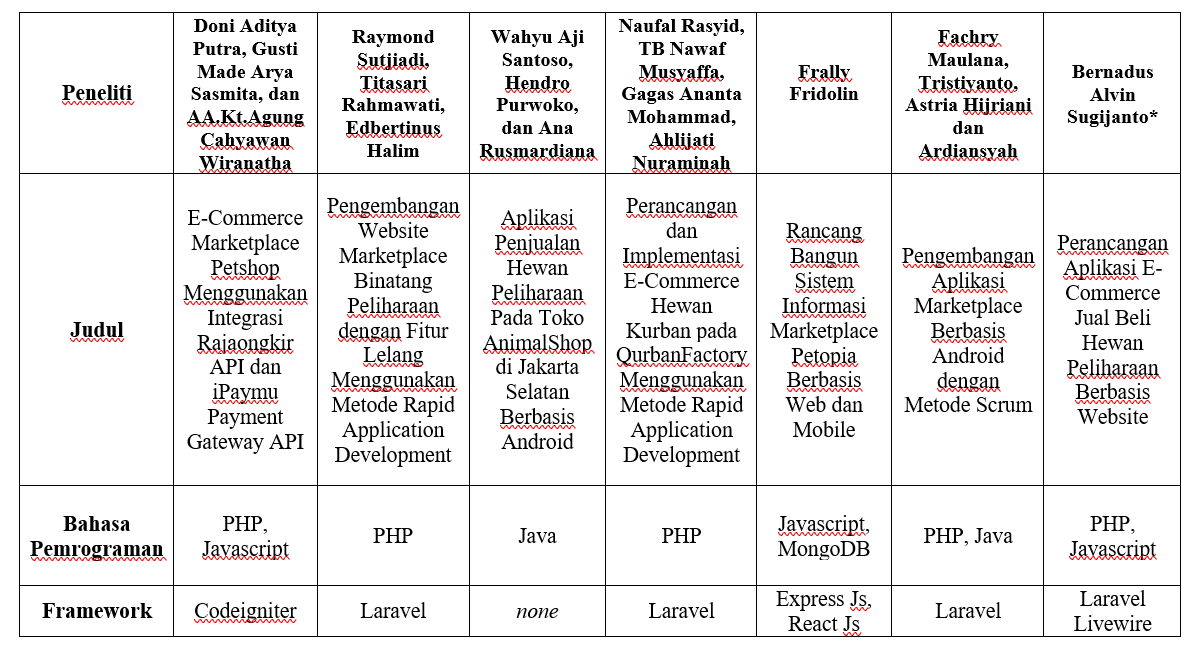 Peneliti
Doni Aditya
Putra, Gusti
Made Arya
Sasmita, dan
AA.Kt.Agung
Cahyawan
Wiranatha
Raymond
Sutjiadi,
Titasari
Rahmawati,
Edbertinus
Halim
Wahyu Aji
Santoso,
Hendro
Purwoko,
dan Ana
Rusmardiana
Naufal Rasyid,
TB Nawaf
Musyaffa,
Gagas Ananta
Mohammad,
Ahlijati
Nuraminah
Frally
Fridolin
Fachry
Maulana,
Tristiyanto,
Astria Hijriani
dan
Ardiansyah
Bernadus
Alvin
Sugijanto*
Judul
E-Commerce
Marketplace
Petshop
Menggunakan
Integrasi
Rajaongkir
API dan
iPaymu
Payment
Gateway API
Pengembangan
Website
Marketplace
Binatang
Peliharaan
dengan Fitur
Lelang
Menggunakan
Metode Rapid
Application
Development
Aplikasi
Penjualan
Hewan
Peliharaan
Pada Toko
AnimalShop
di Jakarta
Selatan
Berbasis
Android
Perancangan
dan
Implementasi
E-Commerce
Hewan
Kurban pada
QurbanFactory
Menggunakan
Metode Rapid
Application
Development
Rancang
Bangun
Sistem
Informasi
Marketplace
Petopia
Berbasis
Web dan
Mobile
Pengembangan
Aplikasi
Marketplace
Berbasis
Android
dengan
Metode Scrum
Perancangan
Aplikasi E-
Commerce
Jual Beli
Hewan
Peliharaan
Berbasis
Website
Bahasa
Pemrograman
PHP,
Javascript
PHP
Java
PHP
Javascript,
MongoDB
PHP, Java
PHP,
Javascript
Framework
Codeigniter
Laravel
none
Laravel
Express Js,
React Js
Laravel
Laravel
Livewire